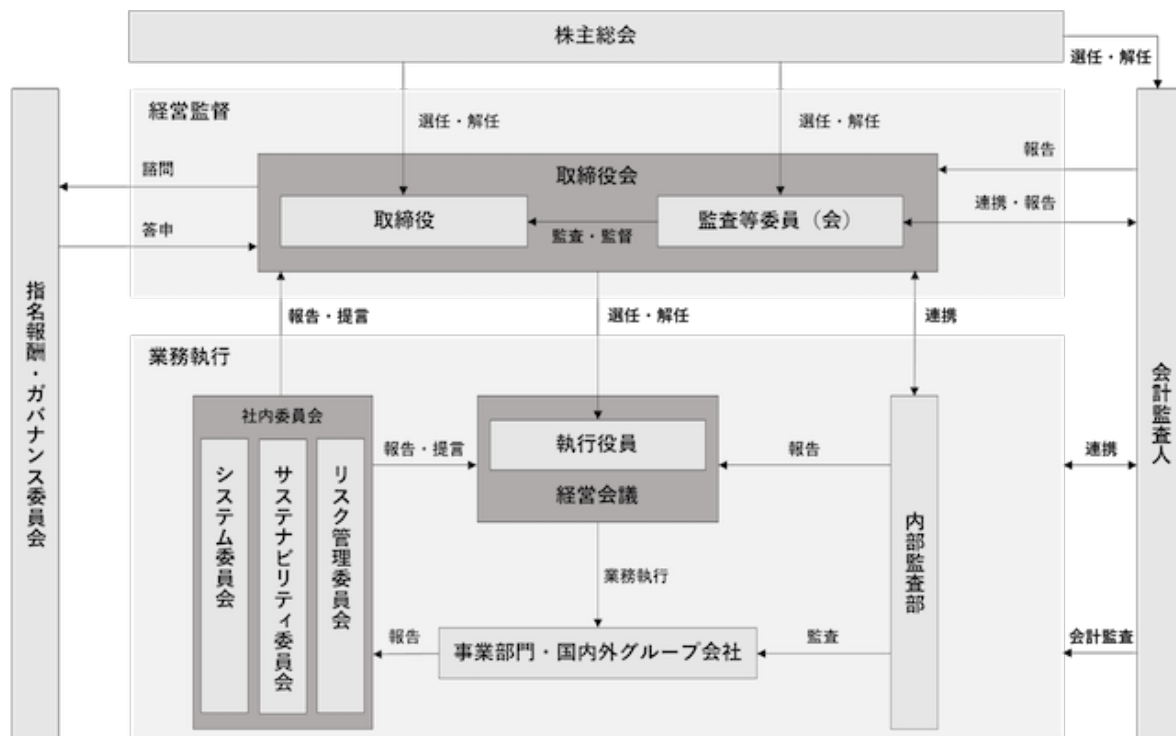 株主総会
選任・解任
経営監督
選任・解任
選任・解任
諮問
報告
取締役会
取締役
監査等委員（会）
監査・監督
連携・報告
答申
指名報酬・ガバナンス委員会
会計監査人
報告・提言
選任・解任
連携
業務執行
社内委員会
システム委員会
サステナビリティ委員会
リスク管理委員会
報告・提言
執行役員
経営会議
報告
連携
内部監査部
業務執行
報告
事業部門・国内外グループ会社
監査
会計監査